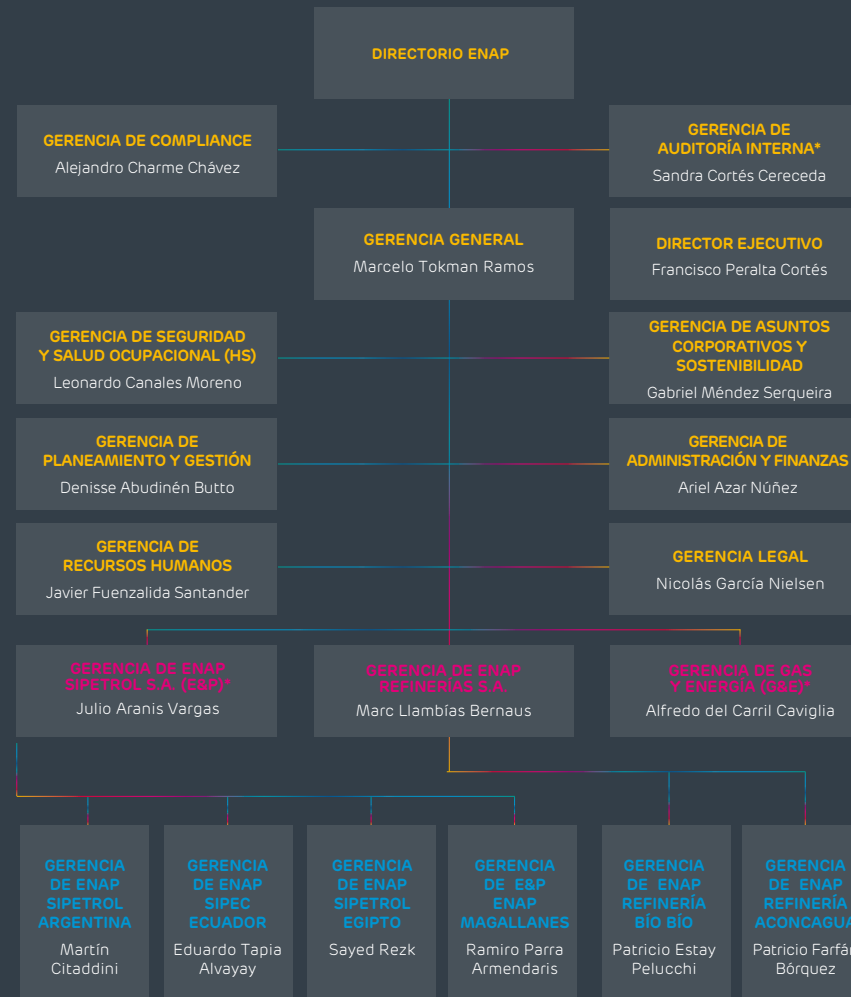 DIRECTORIO ENAP
GERENCIA DE COMPLIANCE
Alejandro Charme Chávez
GERENCIA DE
AUDITORÍA INTERNA*
Sandra Cortés Cereceda
GERENCIA GENERAL
Marcelo Tokman Ramos
DIRECTOR EJECUTIVO
Francisco Peralta Cortés
GERENCIA DE SEGURIDAD
Y SALUD OCUPACIONAL (HS)
Leonardo Canales Moreno
GERENCIA DE ASUNTOS
CORPORATIVOS Y
SOSTENIBILIDAD
Gabriel Méndez Serqueira
GERENCIA DE
PLANEAMIENTO Y GESTIÓN
Denisse Abudinén Butto
GERENCIA DE
ADMINISTRACIÓN Y FINANZAS
Ariel Azar Núñez
GERENCIA DE
RECURSOS HUMANOS
Javier Fuenzalida Santander
GERENCIA LEGAL
Nicolás García Nielsen
GERENCIA DE ENAP
SIPETROL S.A. (E&P)*
Julio Aranis Vargas
GERENCIA DE ENAP
REFINERÍAS S.A.
Marc Llambías Bernaus
GERENCIA DE GAS
Y ENERGÍA (G&E)*
Alfredo del Carril Caviglia
GERENCIA
DE ENAP
SIPETROL
ARGENTINA
Martín
Citaddini
GERENCIA
DE ENAP
SIPEC
ECUADOR
Eduardo Tapia
Alvayay
GERENCIA
DE ENAP
SIPETROL
EGIPTO
Sayed Rezk
GERENCIA
DE E&P
ENAP
MAGALLANES
Ramiro Parra
Armendaris
GERENCIA
DE ENAP
REFINERÍA
BÍO BÍO
Patricio Estay
Pelucchi
GERENCIA
DE ENAP
REFINERÍA
ACONCAGUA
Patricio Farfán
Bórquez